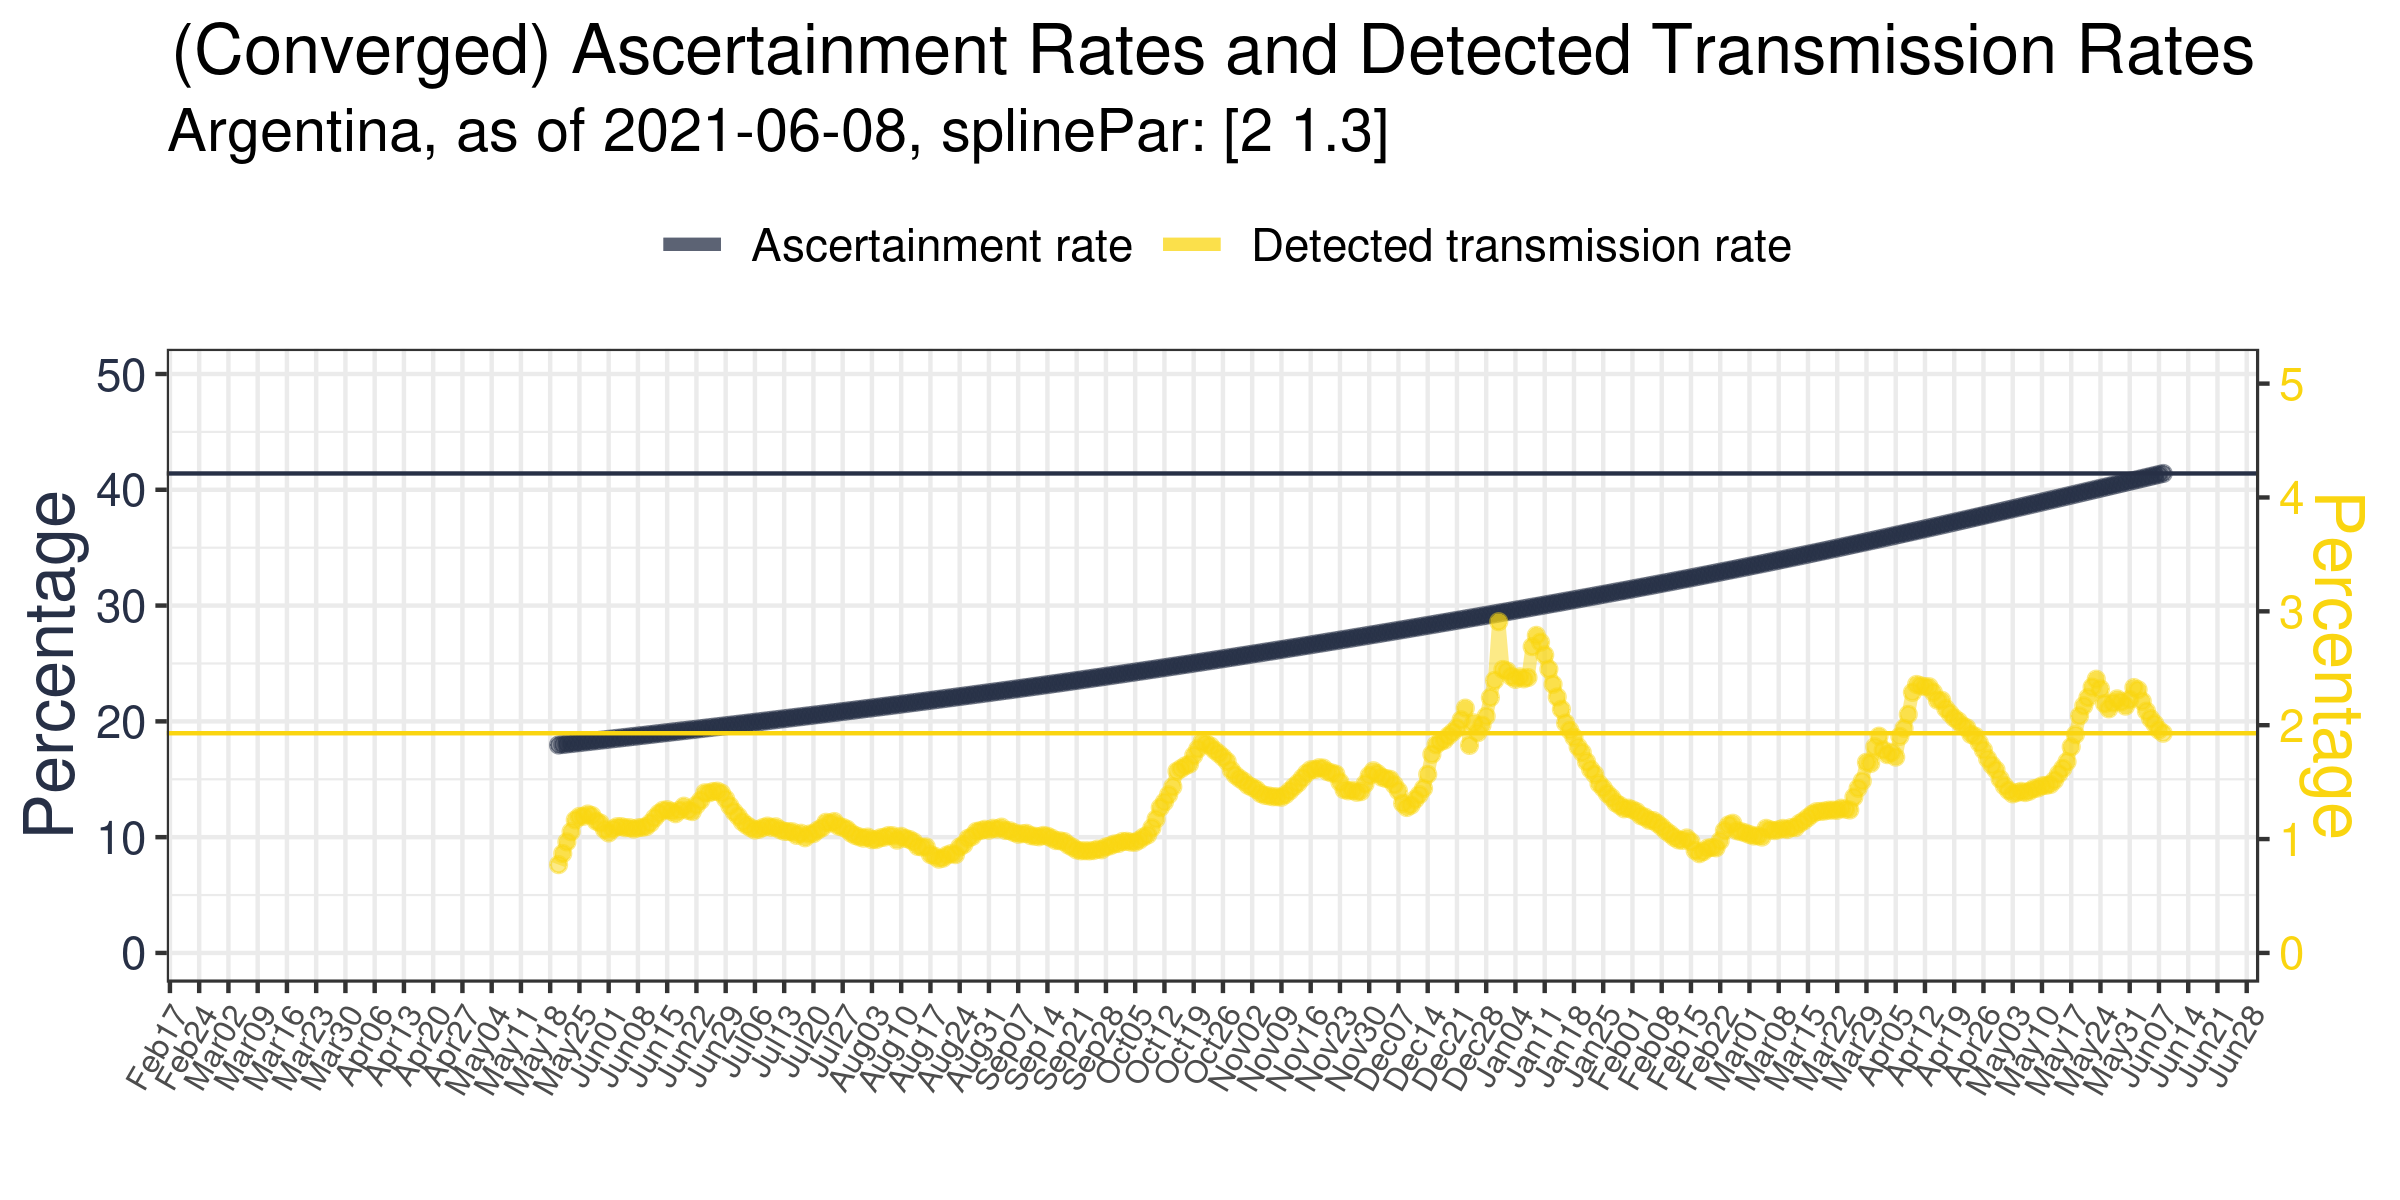 (Converged) Ascertainment Rates and Detected Transmission Rates
Argentina, as of 2021-06-08, splinePar: [2 1.3]
Ascertainment rate Detected transmission rate
Percentage
50
40
30
20
10
0
5
4
3
2
1
0
Percentage
Feb17 Feb24 Mar02 Mar09 Mar16 Mar23 Mar30 Apr06 Apr13 Apr20 Apr27 May04 May11 May18 May25 Jun01 Jun08 Jun15 Jun22 Jun29 Jul06 Jul13 Jul20 Jul27 Aug03 Aug10 Aug17 Aug24 Aug31 Sep07 Sep14 Sep21 Sep28 Oct05 Oct12 Oct19 Oct26 Nov02 Nov09 Nov16 Nov23 Nov30 Dec07 Dec14 Dec21 Dec28 Jan04 Jan11 Jan18 Jan25 Feb01 Feb08 Feb15 Feb22 Mar01 Mar08 Mar15 Mar22 Mar29 Apr05 Apr12 Apr19 Apr26 May03 May10 May17 May24 May31 Jun07 Jun14 Jun21 Jun28